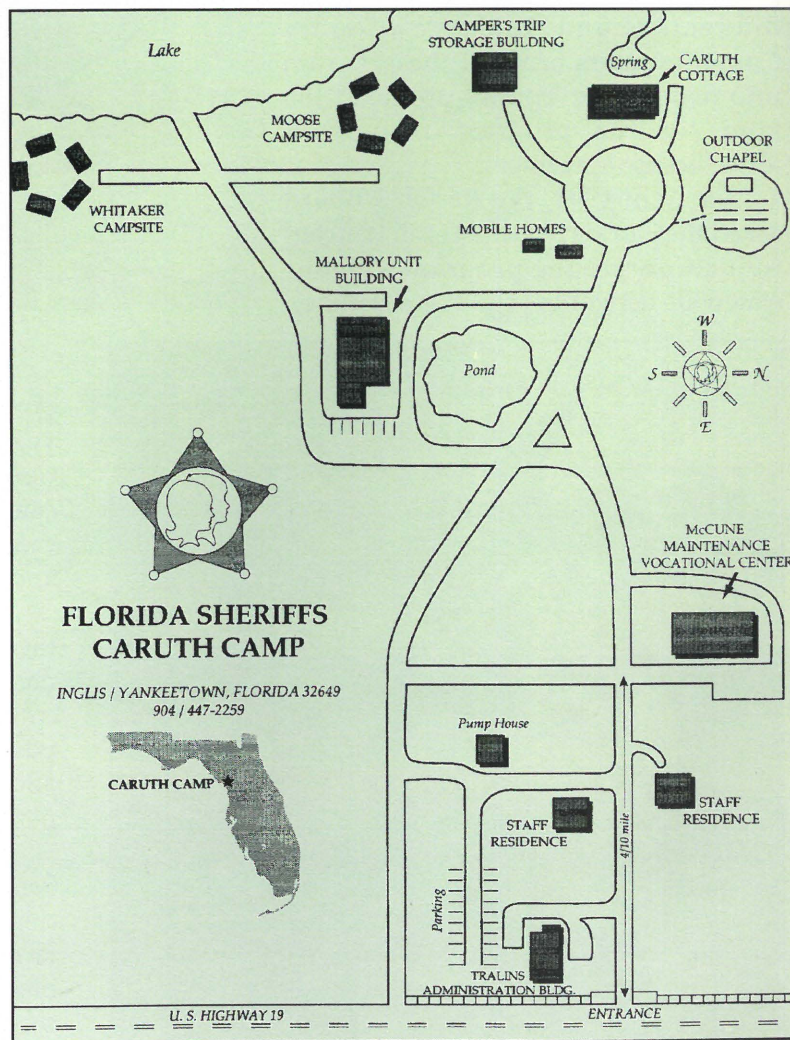 Lake
CAMPER'S TRIP
STORAGE BUILDING
Spring
CARUTH
COTTAGE
MOOSE
CAMPSITE
OUTDOOR
CHAPEL
WHITAKER
CAMPSITE
MOBILE HOMES
MALLORY UNIT
BUILDING
Pond
W
S
N
E
McCUNE
MAINTENANCE
VOCATIONAL CENTER
FLORIDA SHERIFFS
CARUTH CAMP
INGLIS / YANKEETOWN, FLORIDA 32649
904 / 447-2259
CARUTH CAMP
Pump House
STAFF
RESIDENCE
STAFF
RESIDENCE
4/10 mile
Parking
TRALINS
ADMINISTRATION BLDG.
U. S. HIGHWAY 19
ENTRANCE